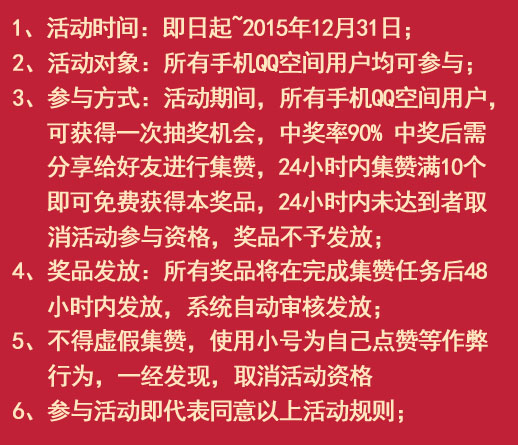 1、活动时间：即日起~2015年12月31日；
2、活动对象：所有手机QQ空间用户均可参与；
3、参与方式：活动期间，所有手机QQ空间用户，
可获得一次抽奖机会，中奖率90% 中奖后需
分享给好友进行集赞，24小时内集赞满10个
即可免费获得本奖品，24小时内未达到者取
消活动参与资格，奖品不予发放；
4、奖品发放：所有奖品将在完成集赞任务后48
小时内发放，系统自动审核发放；
5、不得虚假集赞，使用小号为自己点赞等作弊
行为，一经发现，取消活动资格
6、参与活动即代表同意以上活动规则；